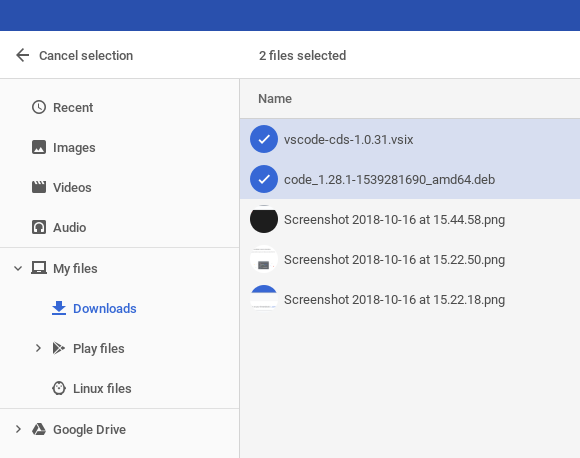 Cancel selection
2 files selected
Recent
Images
Videos
Audio
My files
Downloads
Play files
Linux files
Google Drive
Name
vscode-cds-1.0.31.vsix
code_1.28.1-1539281690_amd64.deb
Screenshot 2018-10-16 at 15.44.58.png
Screenshot 2018-10-16 at 15.22.50.png
Screenshot 2018-10-16 at 15.22.18.png